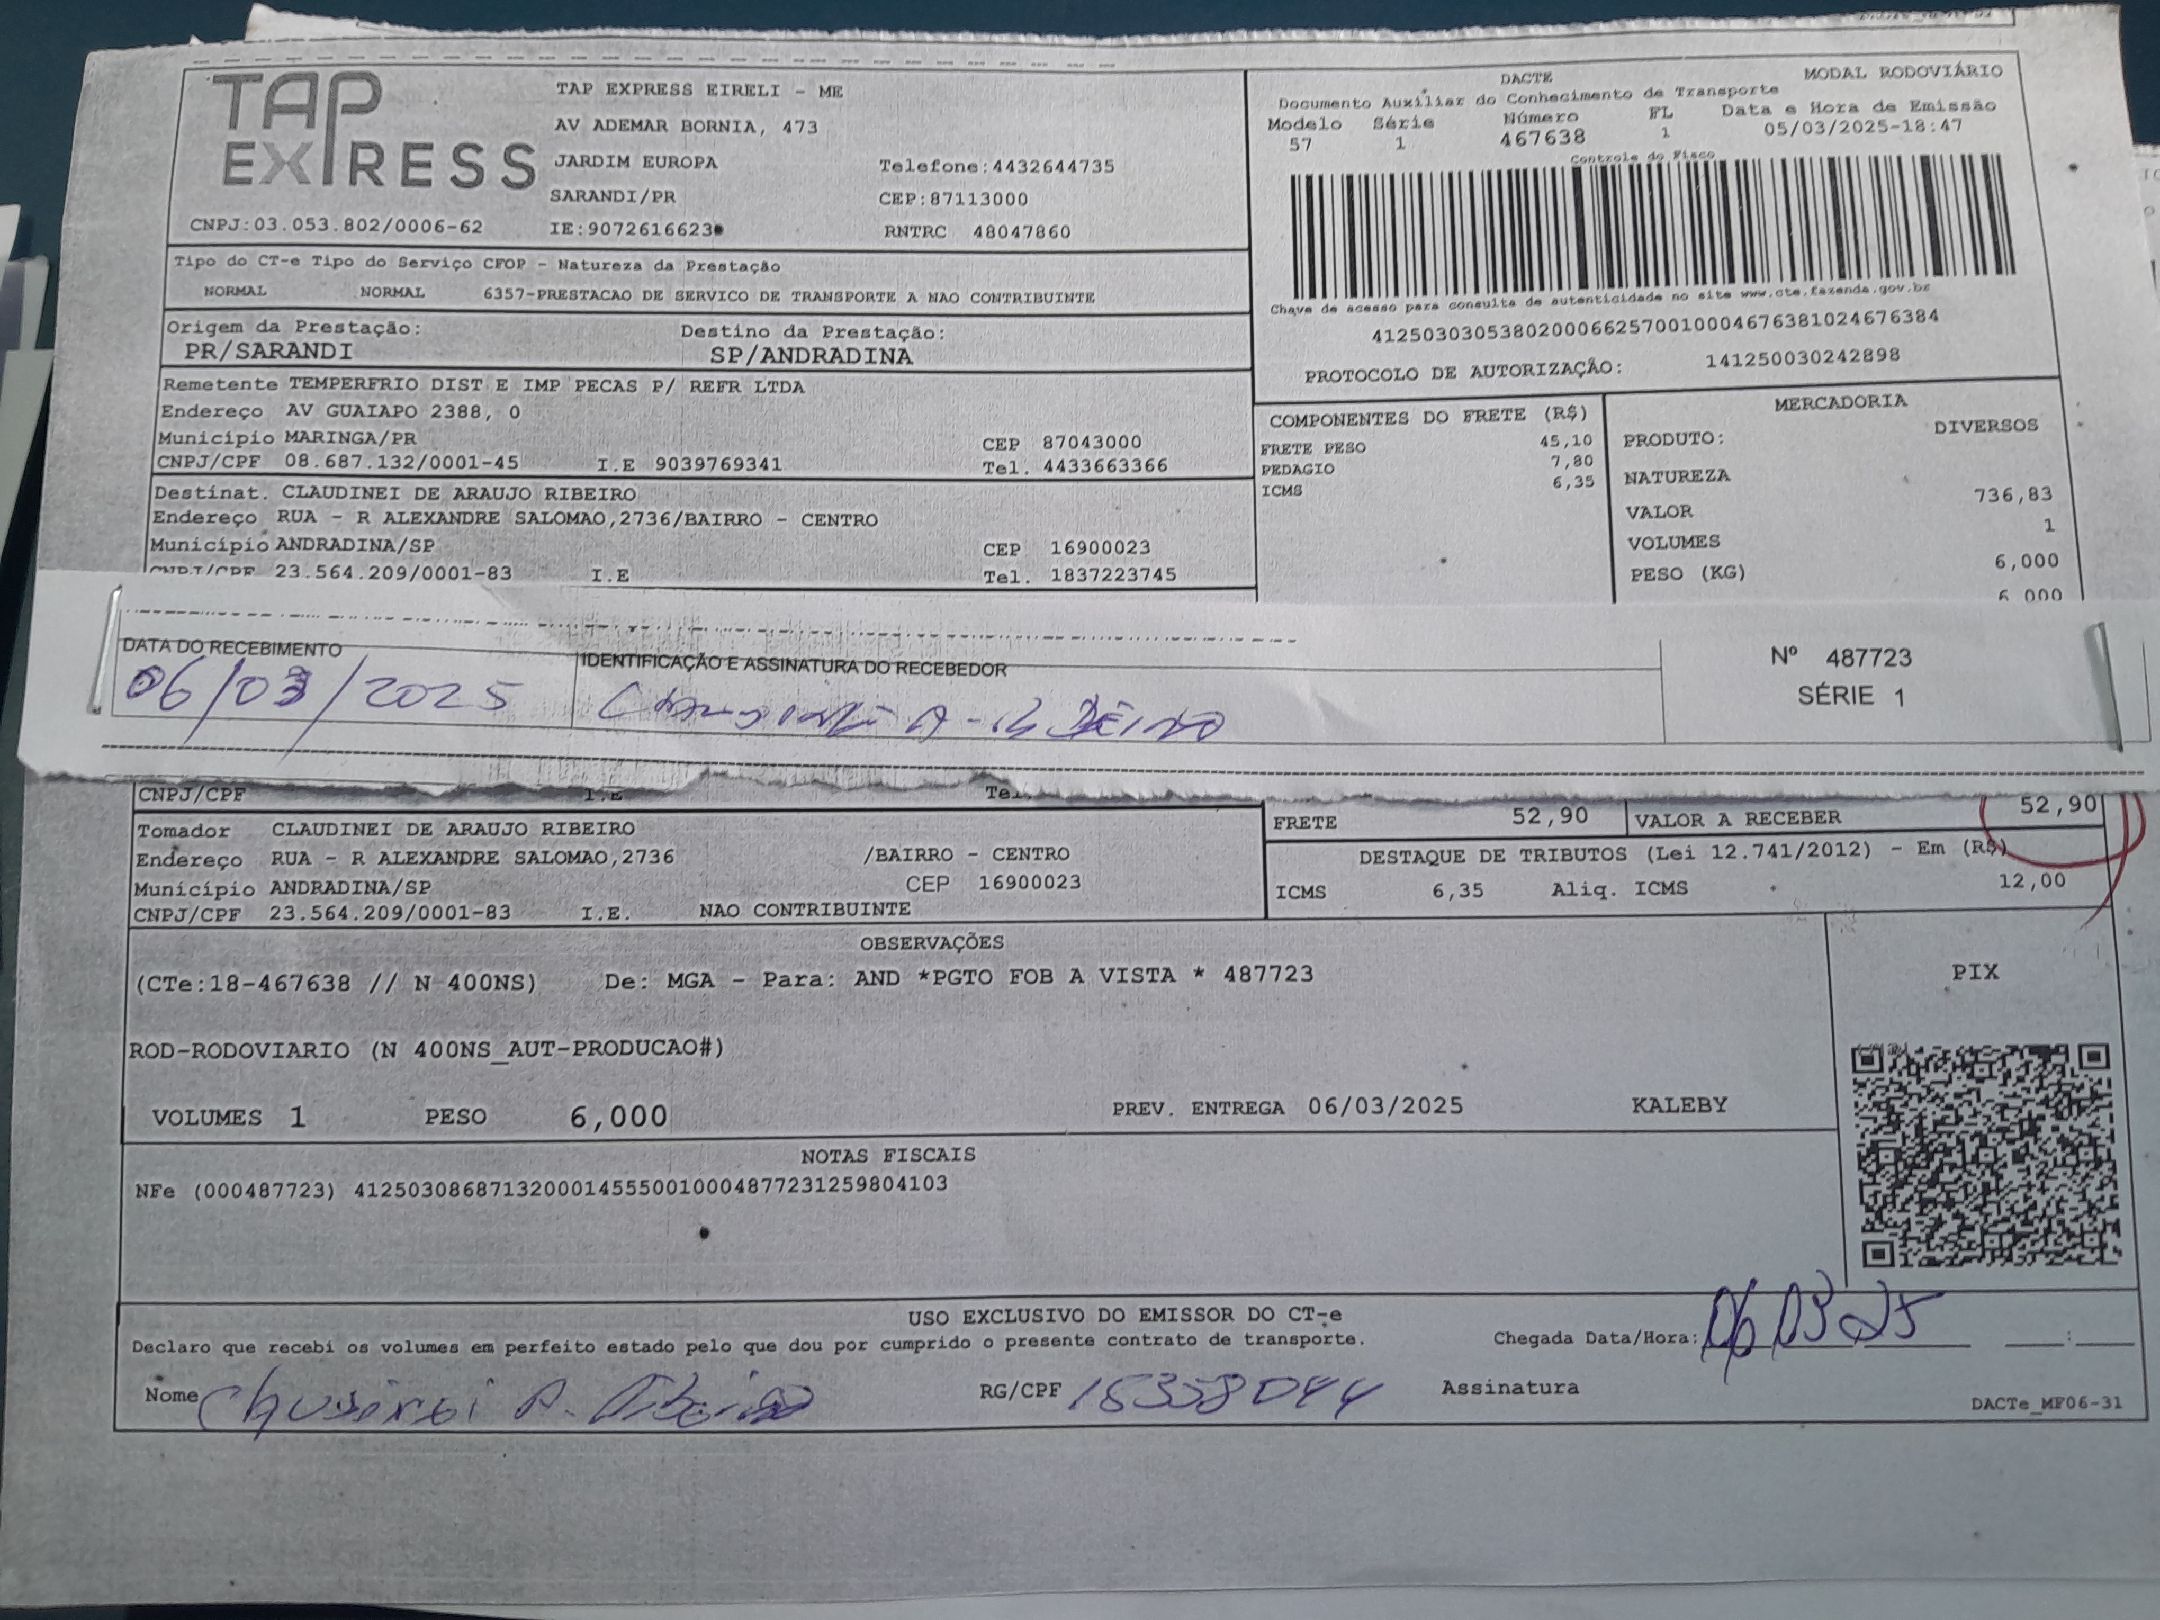 TAP EXPRESS
TAP EXPRESS EIRELI - ME
AV ADEMAR BORNIA, 473
JARDIM EUROPA Telefone:4432644735
SARANDI/PR CEP:87113000
CNPJ:03.053.802/0006-62 IE:9072616623 RNTRC 48047860
DACTE MODAL RODOVIÁRIO
Documento Auxiliar do Conhecimento de Transporte
Modelo Série Número FL Data e Hora de Emissão
57 1 467638 1 05/03/2025-18:47
Controle do Fisco
Chave de acesso para consulta de autenticidade no site www.cte.fazenda.gov.br
41250303053802000662570010004676381024676384
PROTOCOLO DE AUTORIZAÇÃO: 141250030242898
Tipo do CT-e Tipo do Serviço CFOP - Natureza da Prestação
NORMAL NORMAL 6357-PRESTACAO DE SERVICO DE TRANSPORTE A NAO CONTRIBUINTE
Origem da Prestação: Destino da Prestação:
PR/SARANDI SP/ANDRADINA
Remetente TEMPERFRIO DIST E IMP PECAS P/ REFR LTDA
Endereço AV GUAIAPO 2388, 0
Município MARINGA/PR CEP 87043000
CNPJ/CPF 08.687.132/0001-45 I.E 9039769341 Tel. 4433663366
Destinat. CLAUDINEI DE ARAUJO RIBEIRO
Endereço RUA - R ALEXANDRE SALOMAO,2736/BAIRRO - CENTRO
Município ANDRADINA/SP CEP 16900023
CNPJ/CPF 23.564.209/0001-83 I.E Tel. 1837223745
COMPONENTES DO FRETE (R$)
FRETE PESO 45,10
PEDAGIO 7,80
ICMS 6,35
MERCADORIA
PRODUTO: DIVERSOS
NATUREZA
VALOR 736,83
VOLUMES 1
PESO (KG) 6,000
6,000
DATA DO RECEBIMENTO IDENTIFICAÇÃO E ASSINATURA DO RECEBEDOR Nº 487723
06/03/2025 SÉRIE 1
CNPJ/CPF I.E Tel.
Tomador CLAUDINEI DE ARAUJO RIBEIRO
Endereço RUA - R ALEXANDRE SALOMAO,2736 /BAIRRO - CENTRO
Município ANDRADINA/SP CEP 16900023
CNPJ/CPF 23.564.209/0001-83 I.E. NAO CONTRIBUINTE
FRETE 52,90 VALOR A RECEBER 52,90
DESTAQUE DE TRIBUTOS (Lei 12.741/2012) - Em (R$)
ICMS 6,35 Aliq. ICMS 12,00
OBSERVAÇÕES
(CTe:18-467638 // N 400NS) De: MGA - Para: AND *PGTO FOB A VISTA * 487723
ROD-RODOVIARIO (N 400NS_AUT-PRODUCAO#)
VOLUMES 1 PESO 6,000 PREV. ENTREGA 06/03/2025 KALEBY
PIX
NOTAS FISCAIS
NFe (000487723) 41250308687132000145550010004877231259804103
USO EXCLUSIVO DO EMISSOR DO CT-e
Declaro que recebi os volumes em perfeito estado pelo que dou por cumprido o presente contrato de transporte. Chegada Data/Hora: 06 03 25 :
Nome RG/CPF Assinatura
DACTe_MF06-31